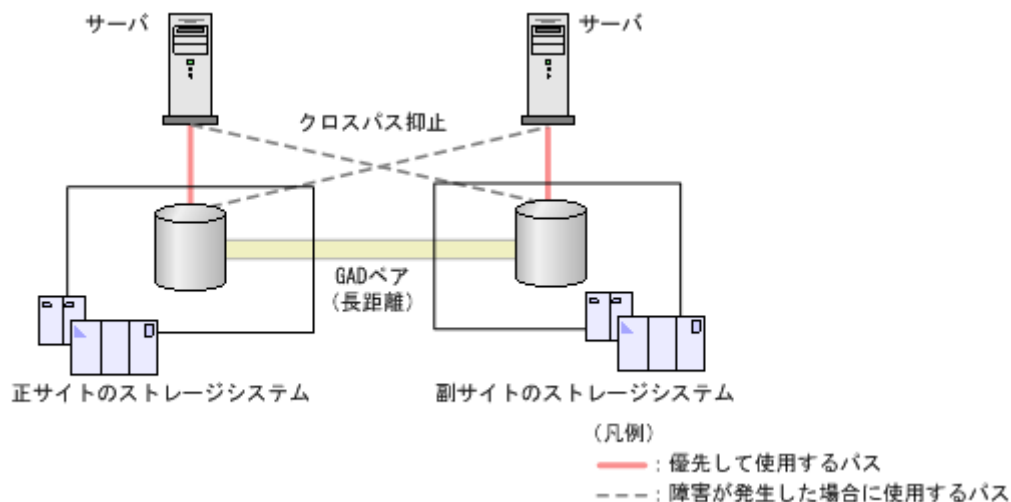 サーバ
サーバ
クロスパス抑止
GADペア
(長距離)
正サイトのストレージシステム
副サイトのストレージシステム
(凡例)
:優先して使用するパス
:障害が発生した場合に使用するパス